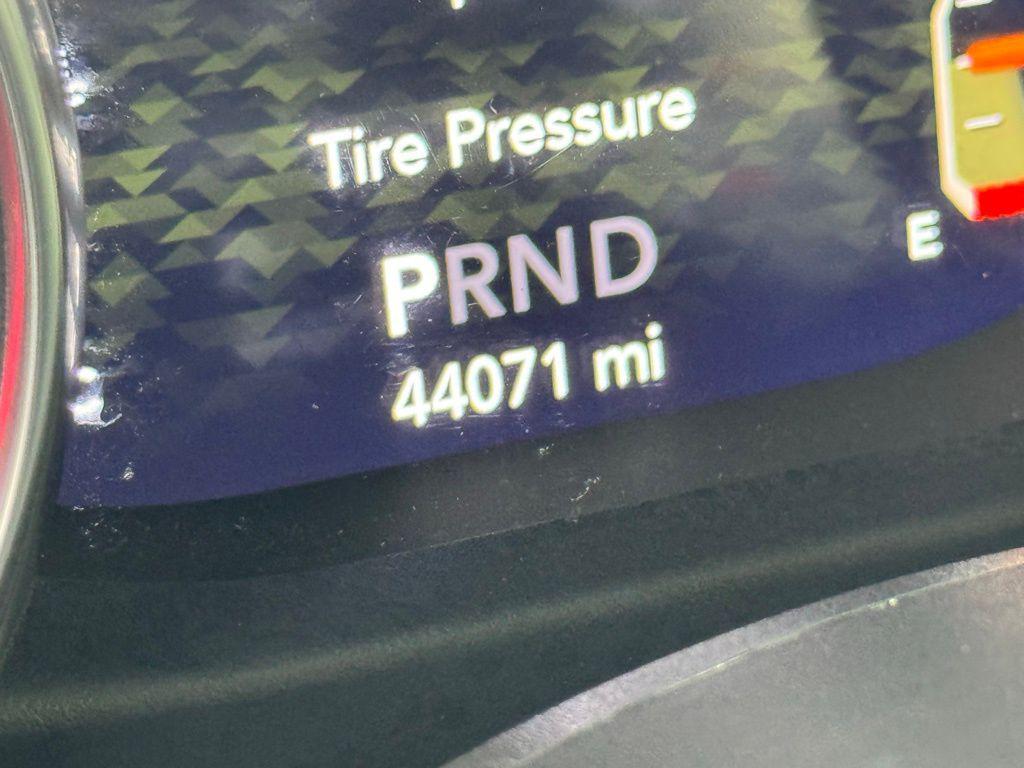 Tire Pressure
PRND
E
44071 mi